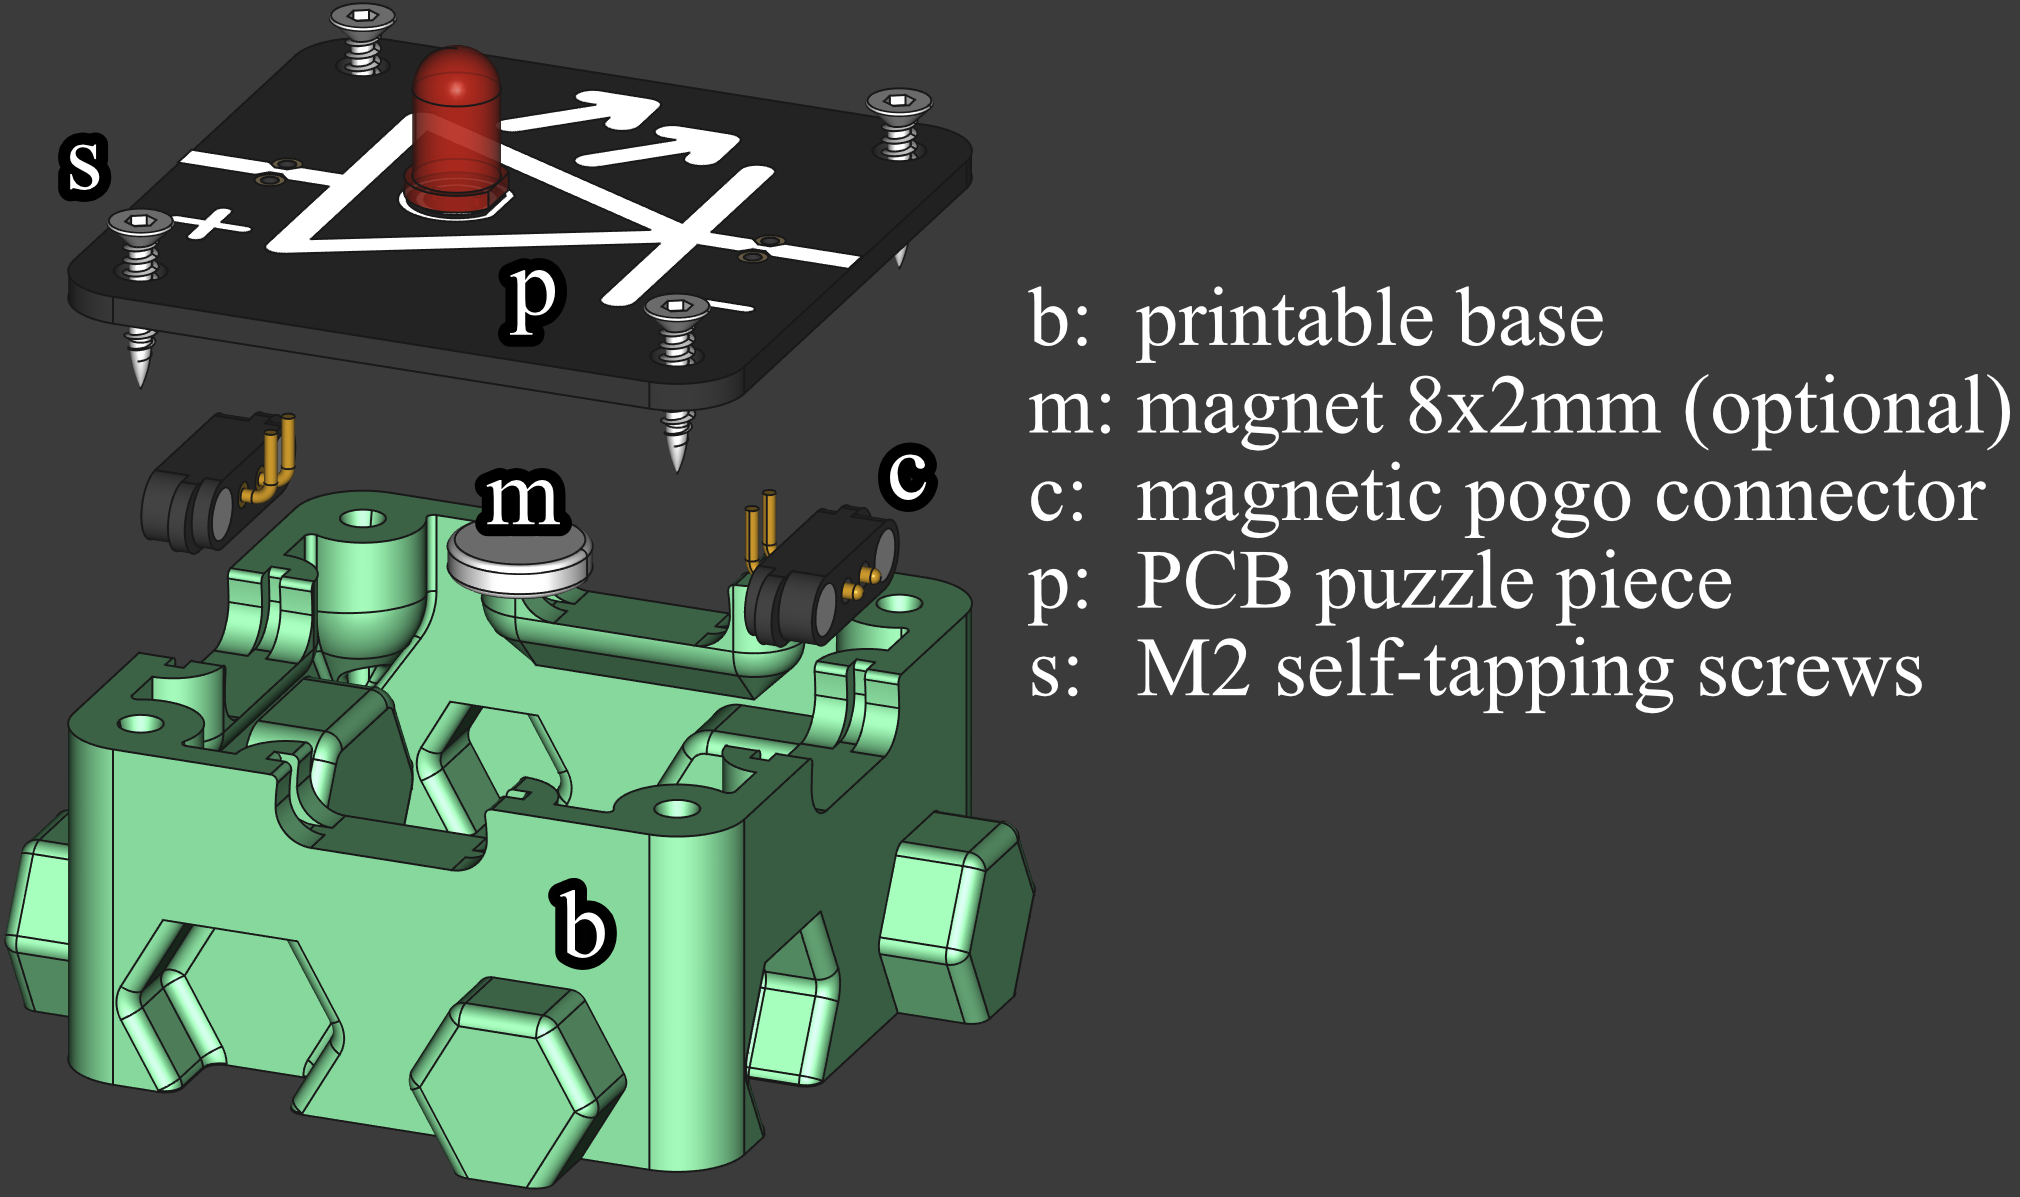 s
p
m
c
b
b: printable base
m: magnet 8x2mm (optional)
c: magnetic pogo connector
p: PCB puzzle piece
s: M2 self-tapping screws